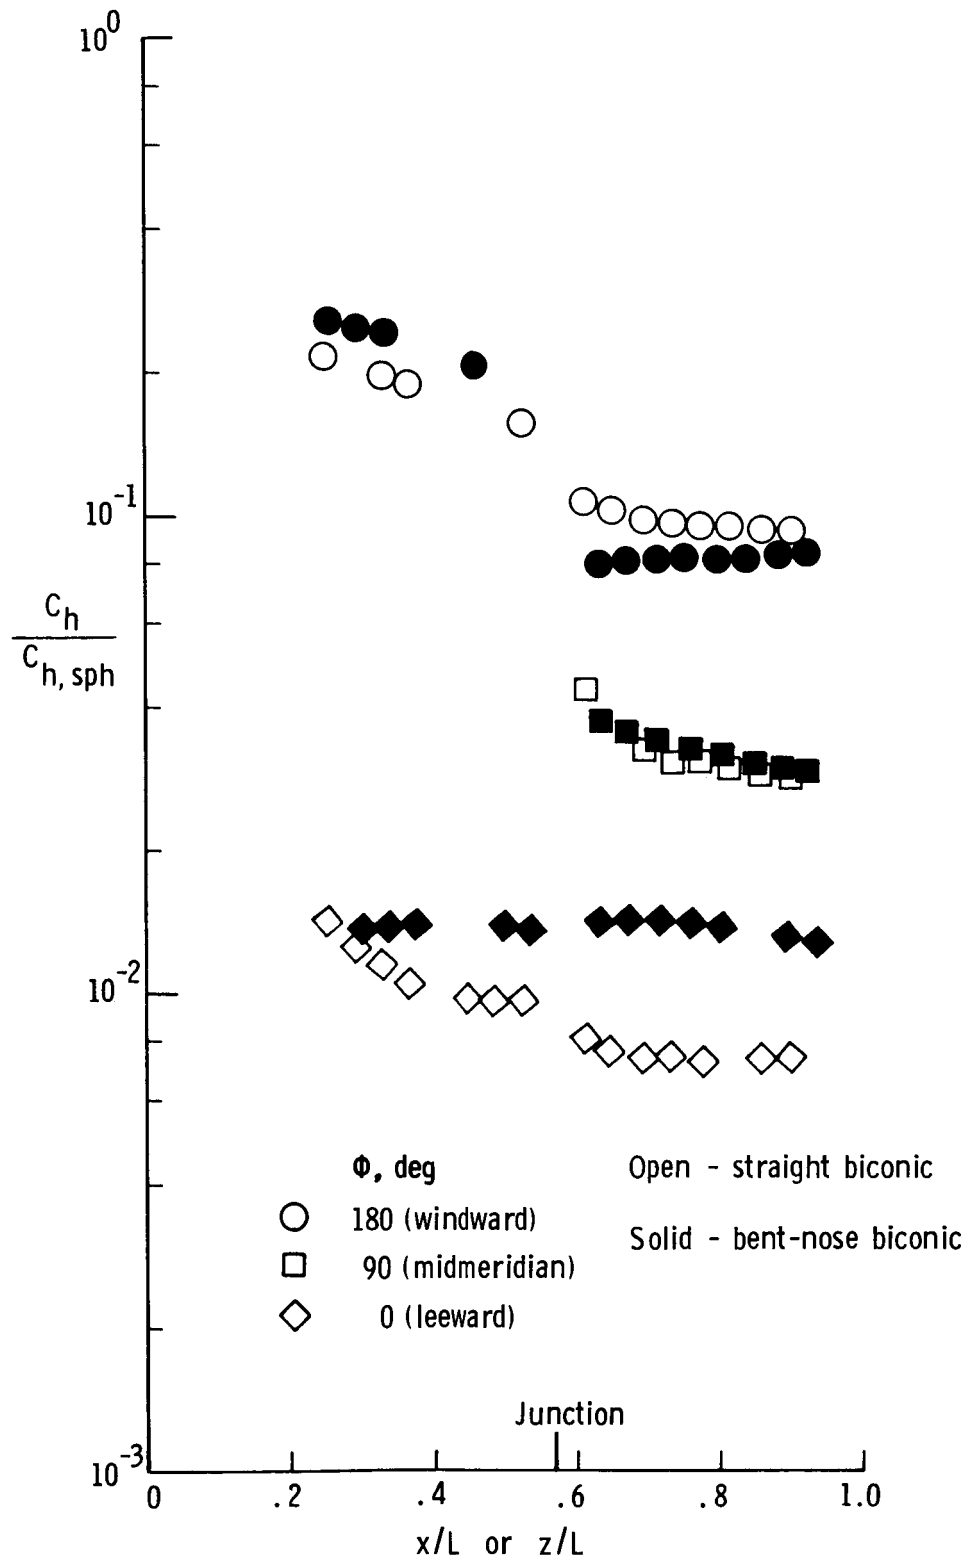 10^0
10^-1
C_h
C_h, sph
10^-2
Φ, deg
180 (windward)
90 (midmeridian)
0 (leeward)
Open - straight biconic
Solid - bent-nose biconic
Junction
10^-3
0 .2 .4 .6 .8 1.0
x/L or z/L